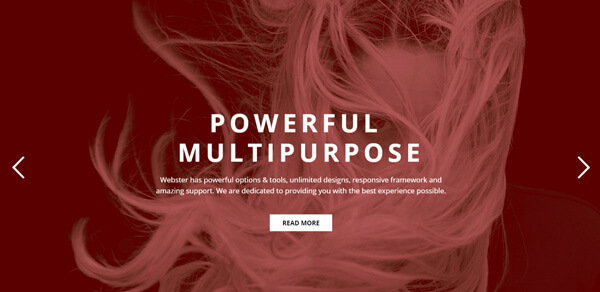 POWERFUL
MULTIPURPOSE
Webster has powerful options & tools, unlimited designs, responsive framework and
amazing support. We are dedicated to providing you with the best experience possible.
READ MORE